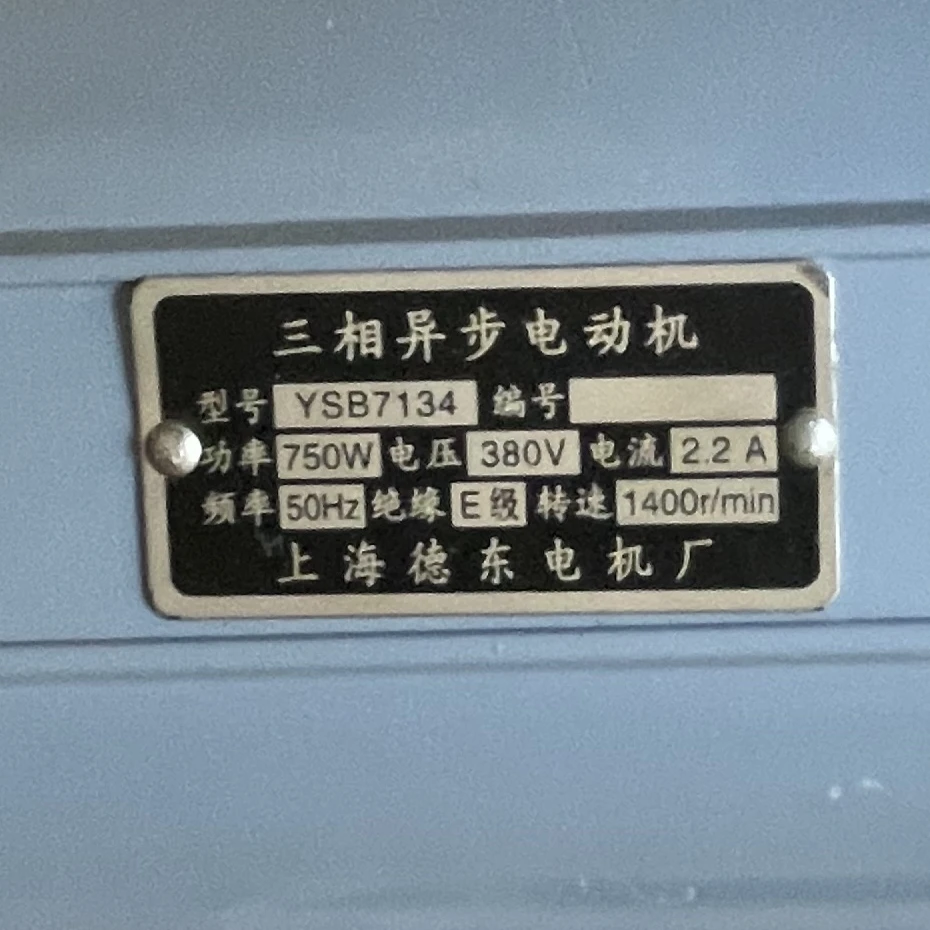 三相异步电动机
型号 YSB7134 编号
功率 750W 电压 380V 电流 2.2 A
频率 50Hz 绝缘 E 级 转速 1400r/min
上海德东电机厂